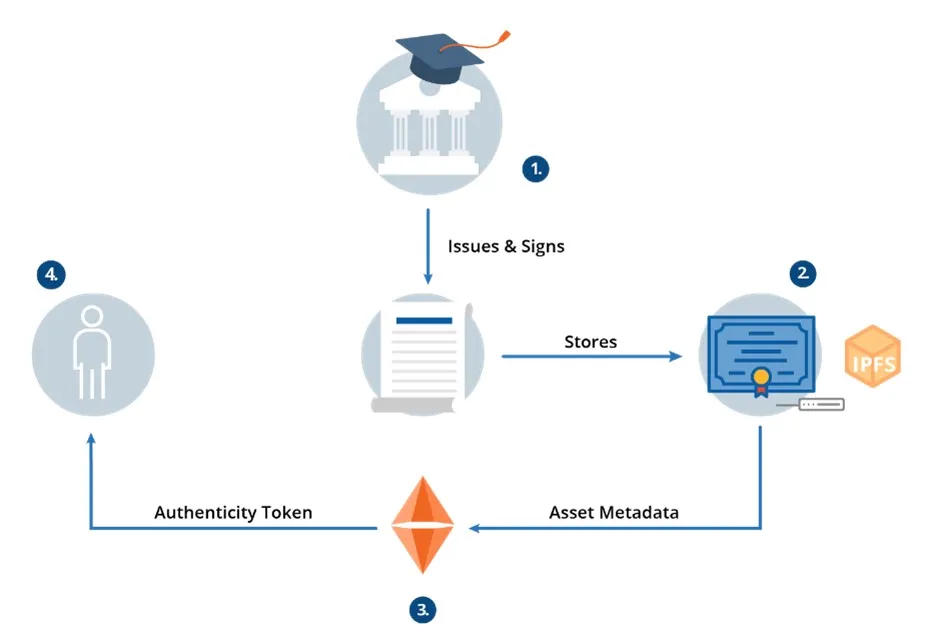 1.
Issues & Signs
4.
2.
Stores
IPFS
Authenticity Token
Asset Metadata
3.